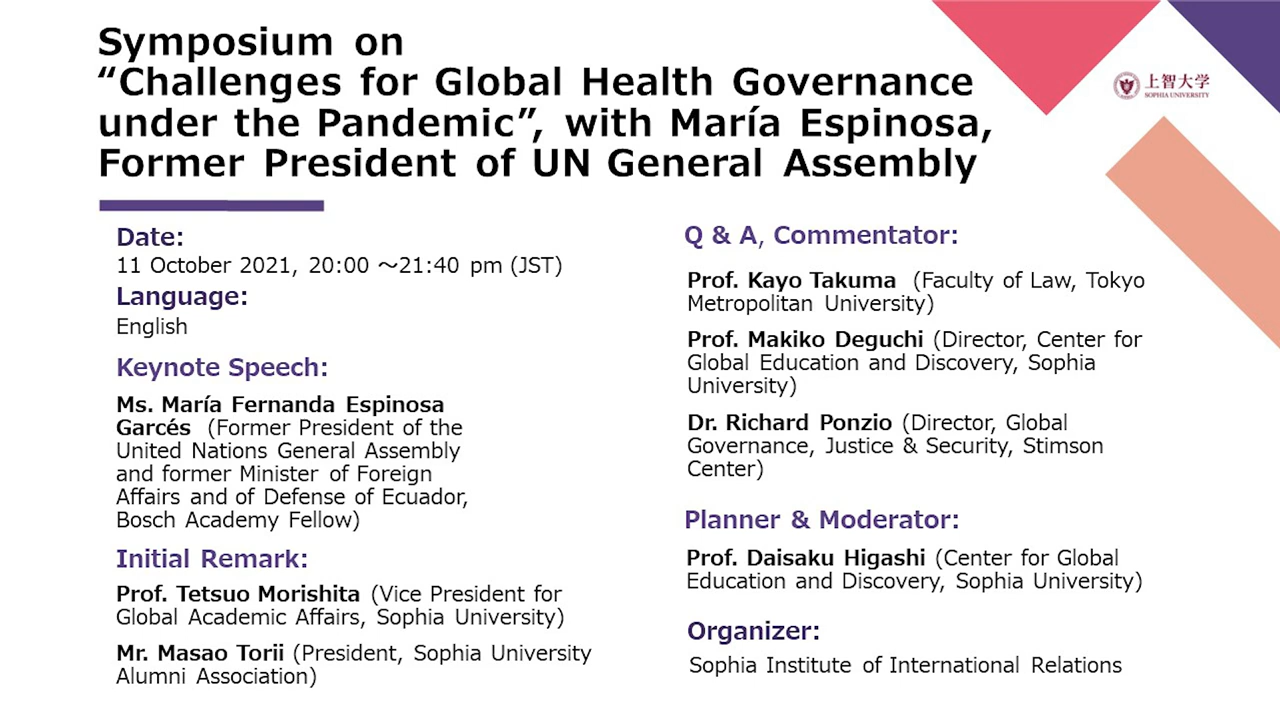 Symposium on
“Challenges for Global Health Governance
under the Pandemic”, with María Espinosa,
Former President of UN General Assembly
上智大学
SOPHIA UNIVERSITY
Date:
11 October 2021, 20:00 ～21:40 pm (JST)
Language:
English
Keynote Speech:
Ms. María Fernanda Espinosa
Garcés (Former President of the
United Nations General Assembly
and former Minister of Foreign
Affairs and of Defense of Ecuador,
Bosch Academy Fellow)
Initial Remark:
Prof. Tetsuo Morishita (Vice President for
Global Academic Affairs, Sophia University)
Mr. Masao Torii (President, Sophia University
Alumni Association)
Q & A, Commentator:
Prof. Kayo Takuma (Faculty of Law, Tokyo
Metropolitan University)
Prof. Makiko Deguchi (Director, Center for
Global Education and Discovery, Sophia
University)
Dr. Richard Ponzio (Director, Global
Governance, Justice & Security, Stimson
Center)
Planner & Moderator:
Prof. Daisaku Higashi (Center for Global
Education and Discovery, Sophia University)
Organizer:
Sophia Institute of International Relations